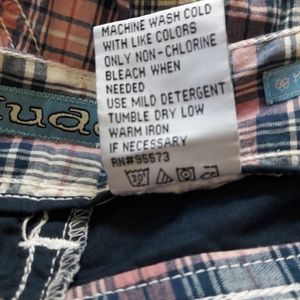 MACHINE WASH COLD
WITH LIKE COLORS
ONLY NON-CHLORINE
BLEACH WHEN
NEEDED
USE MILD DETERGENT
TUMBLE DRY LOW
WARM IRON
IF NECESSARY
RN#95573
30°